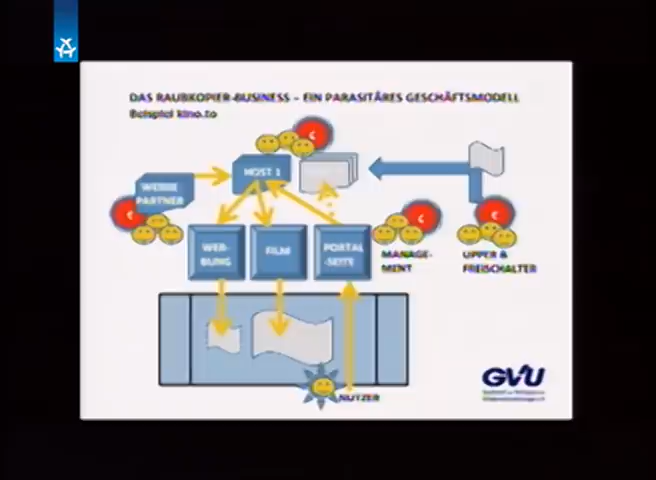 DAS RAUBKOPIER-BUSINESS – EIN PARASITÄRES GESCHÄFTSMODELL
Beispiel kino.to
HOST 1
WERBE
PARTNER
WER-
BUNG
FILM
PORTAL
-SEITE
MANAGE-
MENT
UPPER &
FREISCHALTER
NUTZER
GVU